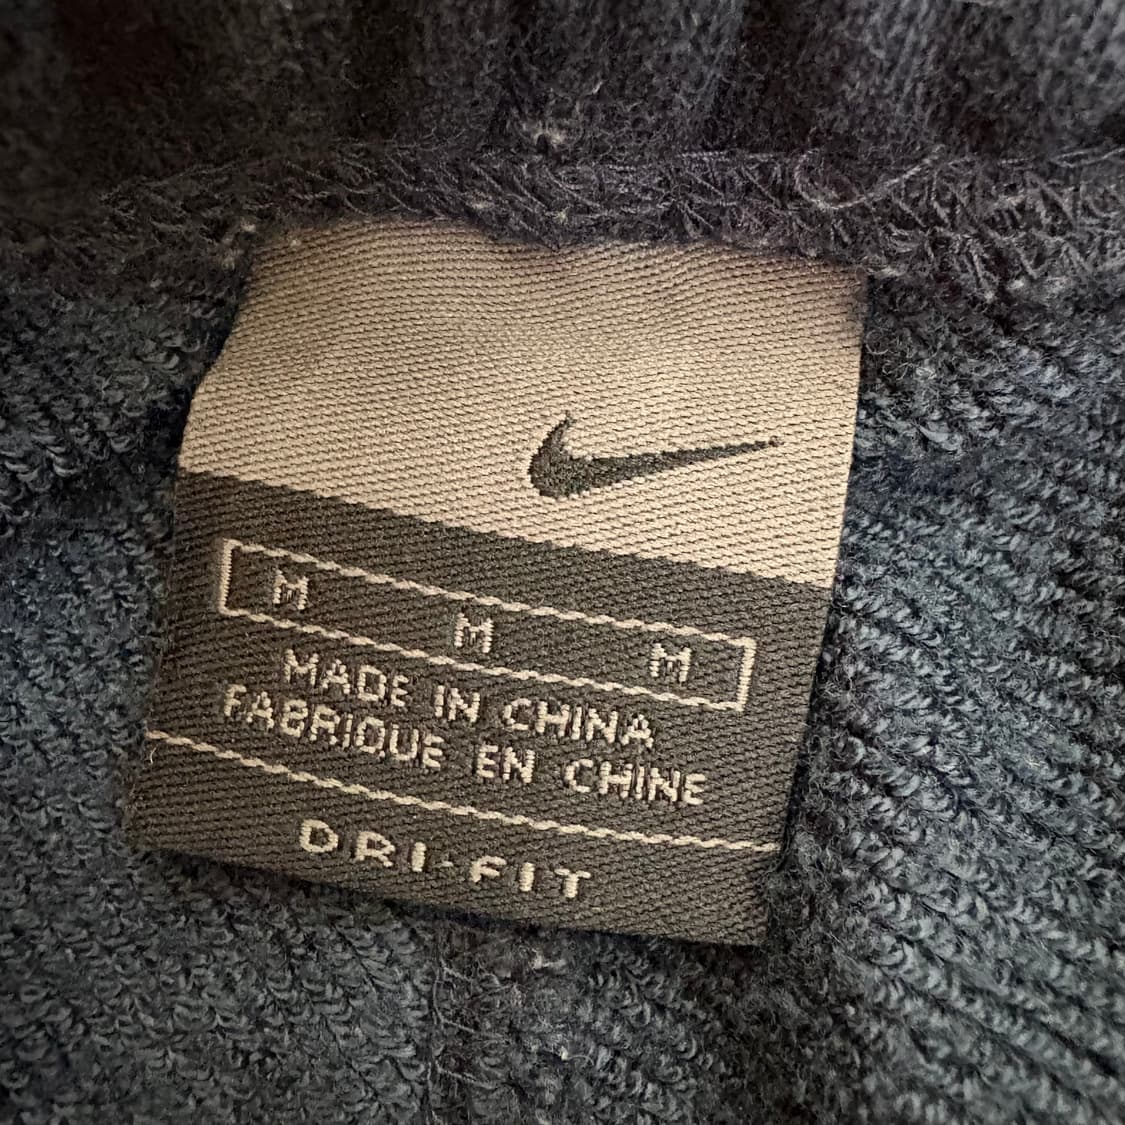 M M M
MADE IN CHINA
FABRIQUE EN CHINE
DRI-FIT